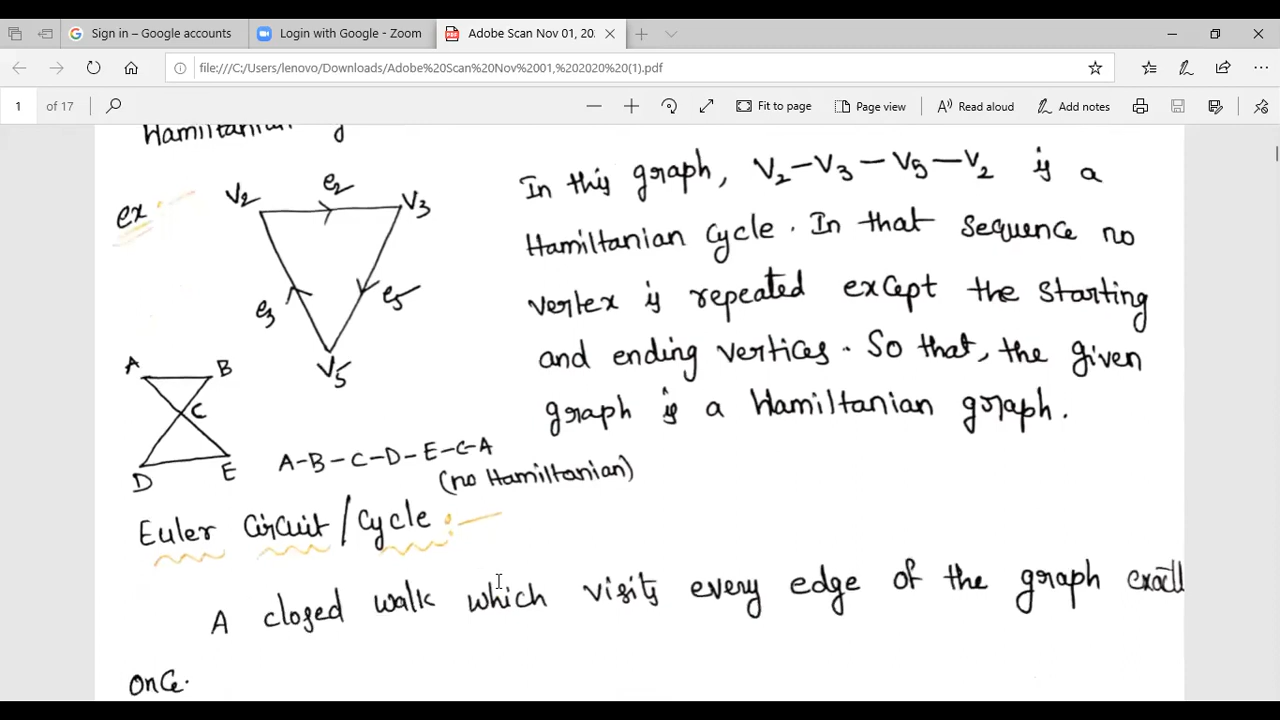 Sign in – Google accounts
Login with Google - Zoom
Adobe Scan Nov 01, 202
file:///C:/Users/lenovo/Downloads/Adobe%20Scan%20Nov%2001,%202020%20(1).pdf
1 of 17
Fit to page
Page view
Read aloud
Add notes
Hamiltanian
ex :
V2 e2 V3
e3 e5
V5
In this graph, V2-V3-V5-V2 is a
Hamiltanian Cycle. In that sequence no
vertex is repeated except the starting
and ending vertices. So that, the given
graph is a Hamiltanian graph.
A B
C
D E
A-B-C-D-E-C-A
(no Hamiltanian)
Euler Circuit/Cycle :-
A closed walk which visits every edge of the graph exactl
once.